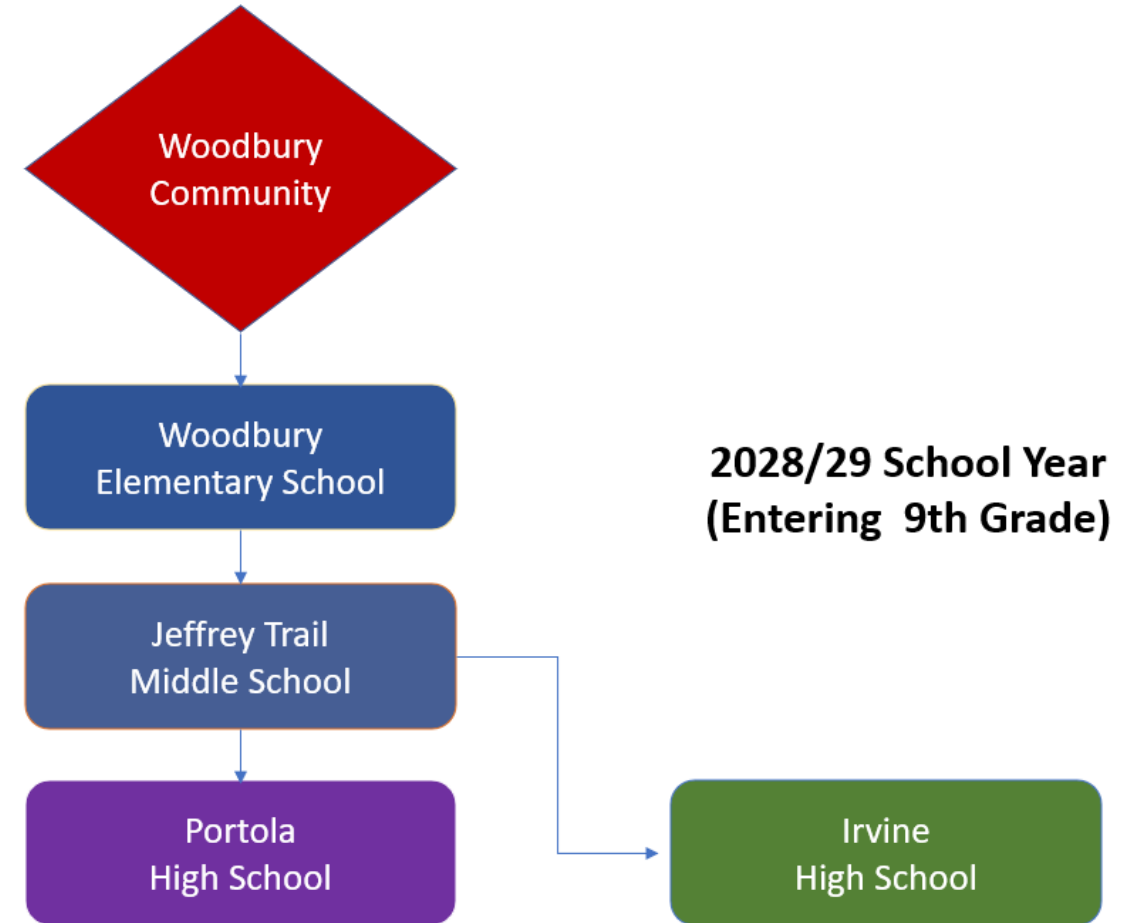 Woodbury
Community
Woodbury
Elementary School
2028/29 School Year
(Entering  9th Grade)
Jeffrey Trail
Middle School
Portola
High School
Irvine
High School